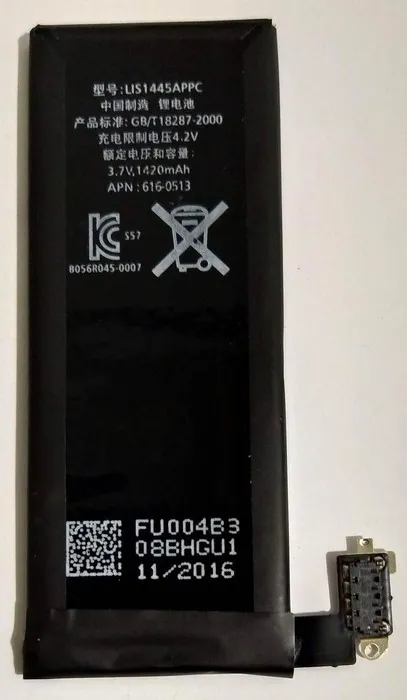 型号:LIS1445APPC
中国制造 锂电池
产品标准: GB/T18287-2000
充电限制电压4.2V
额定电压和容量:
3.7V,1420mAh
APN : 616-0513
S57
B056R045-0007
FU004B3
08BHGU1
11/2016